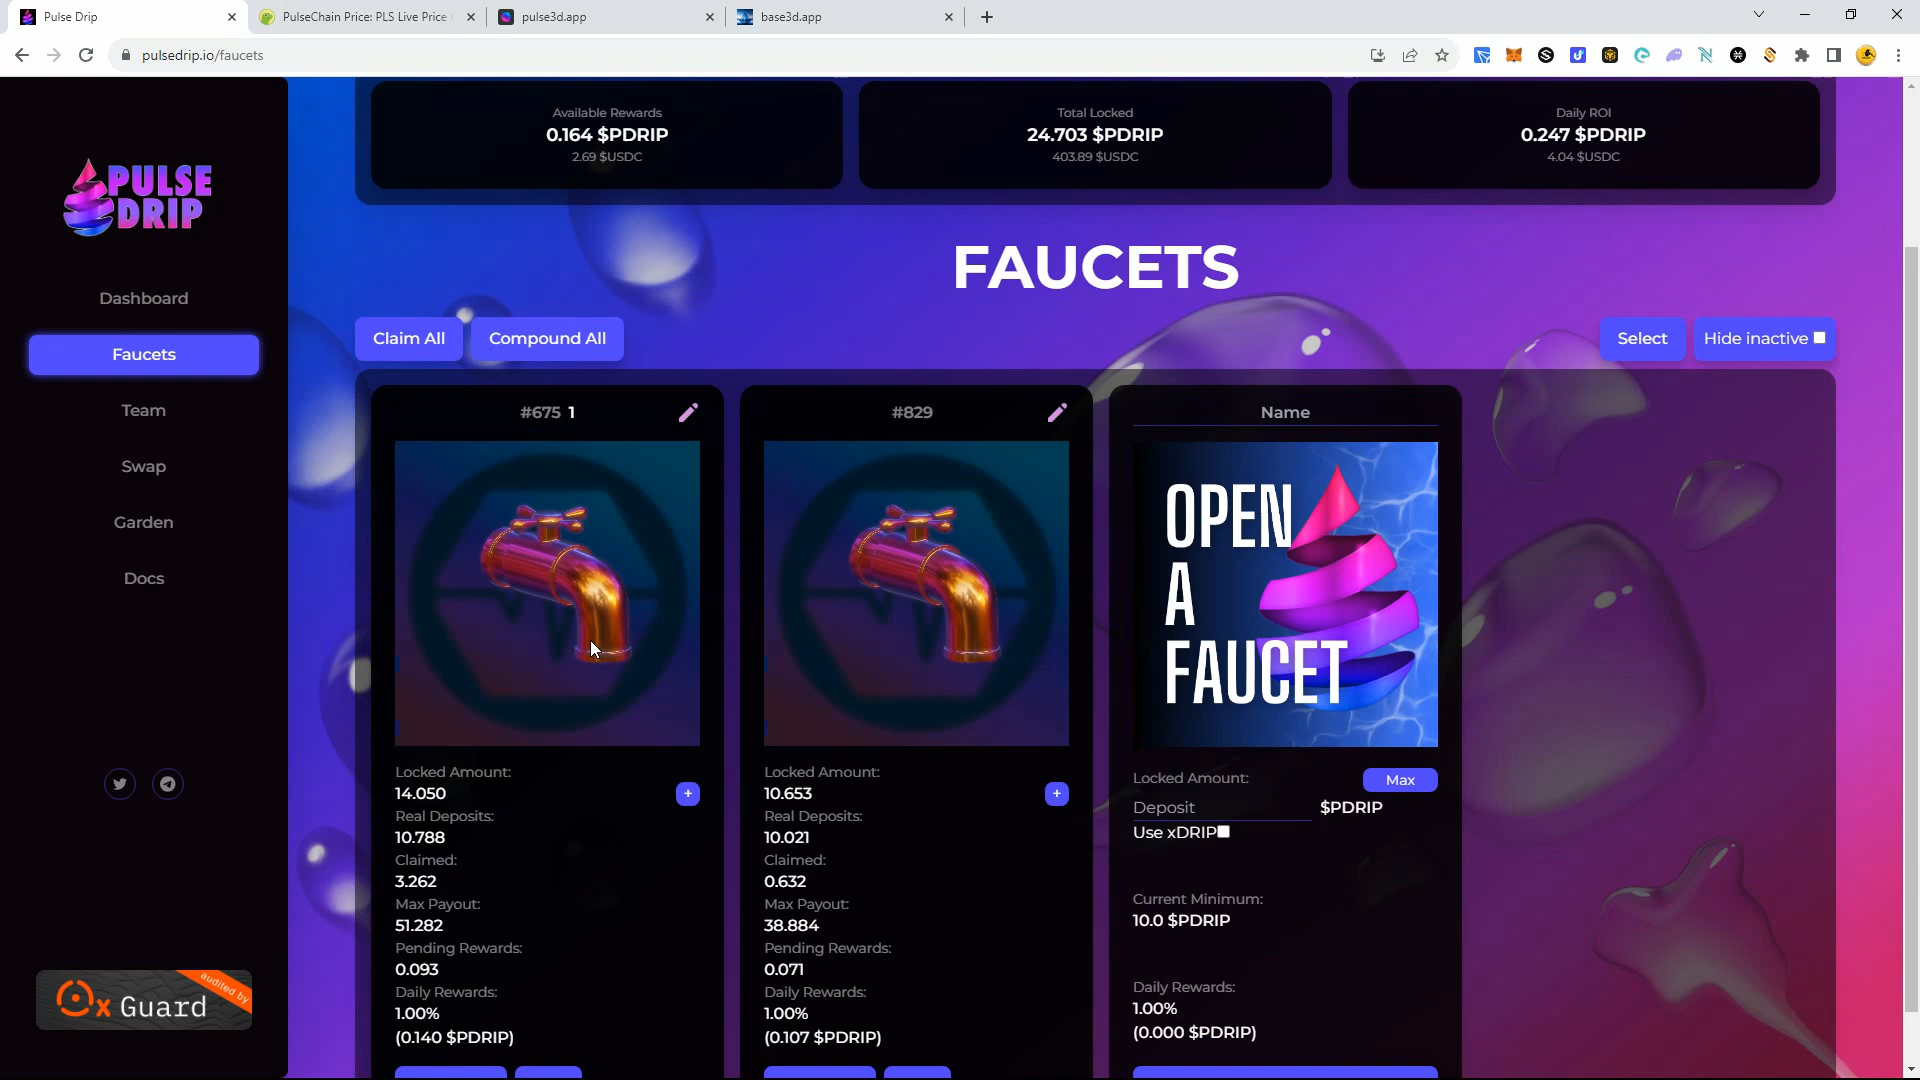 Pulse Drip
PulseChain Price: PLS Live Price
pulse3d.app
base3d.app
pulsedrip.io/faucets
Available Rewards
0.164 $PDRIP
2.69 $USDC
Total Locked
24.703 $PDRIP
403.89 $USDC
Daily ROI
0.247 $PDRIP
4.04 $USDC
PULSE
DRIP
Dashboard
Faucets
Team
Swap
Garden
Docs
audited by
0x Guard
FAUCETS
Claim All
Compound All
Select
Hide inactive
#675 1
Locked Amount:
14.050
+
Real Deposits:
10.788
Claimed:
3.262
Max Payout:
51.282
Pending Rewards:
0.093
Daily Rewards:
1.00%
(0.140 $PDRIP)
#829
Locked Amount:
10.653
+
Real Deposits:
10.021
Claimed:
0.632
Max Payout:
38.884
Pending Rewards:
0.071
Daily Rewards:
1.00%
(0.107 $PDRIP)
Name
OPEN
A
FAUCET
Locked Amount:
Max
Deposit
$PDRIP
Use xDRIP
Current Minimum:
10.0 $PDRIP
Daily Rewards:
1.00%
(0.000 $PDRIP)